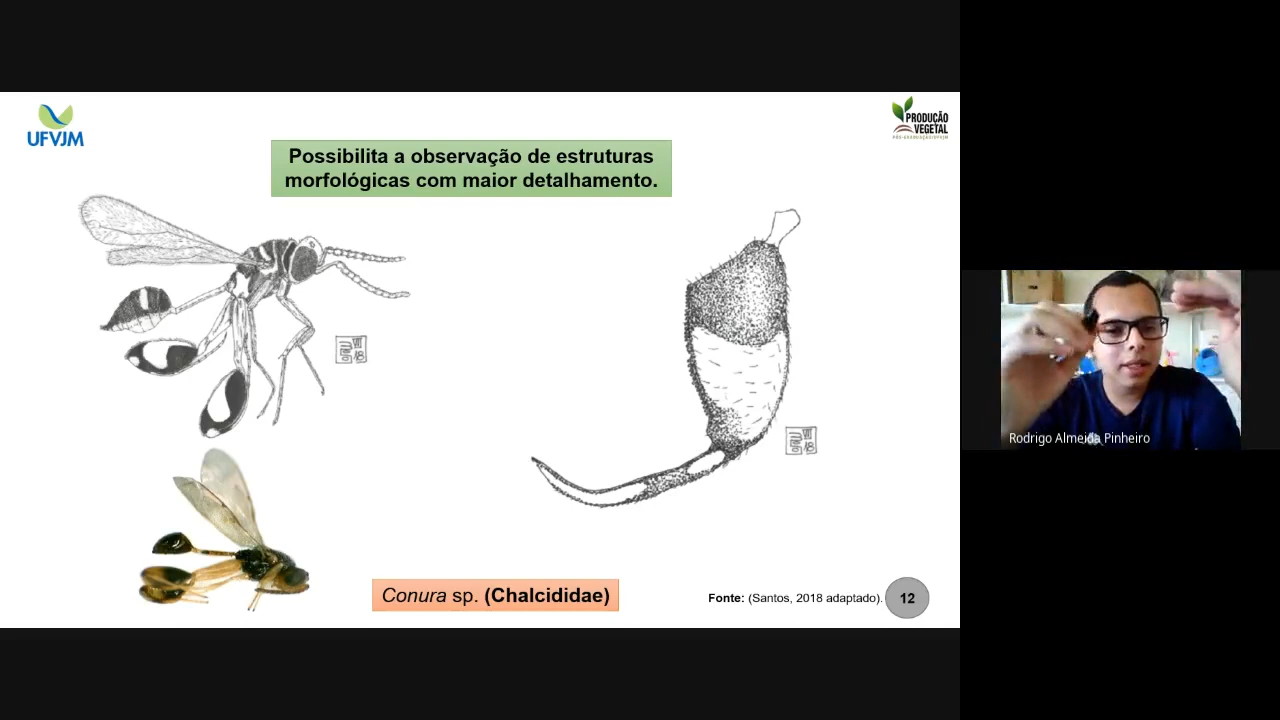 UFVJM
PRODUÇÃO
VEGETAL
Possibilita a observação de estruturas
morfológicas com maior detalhamento.
Rodrigo Almeida Pinheiro
Conura sp. (Chalcididae)
Fonte: (Santos, 2018 adaptado).
12